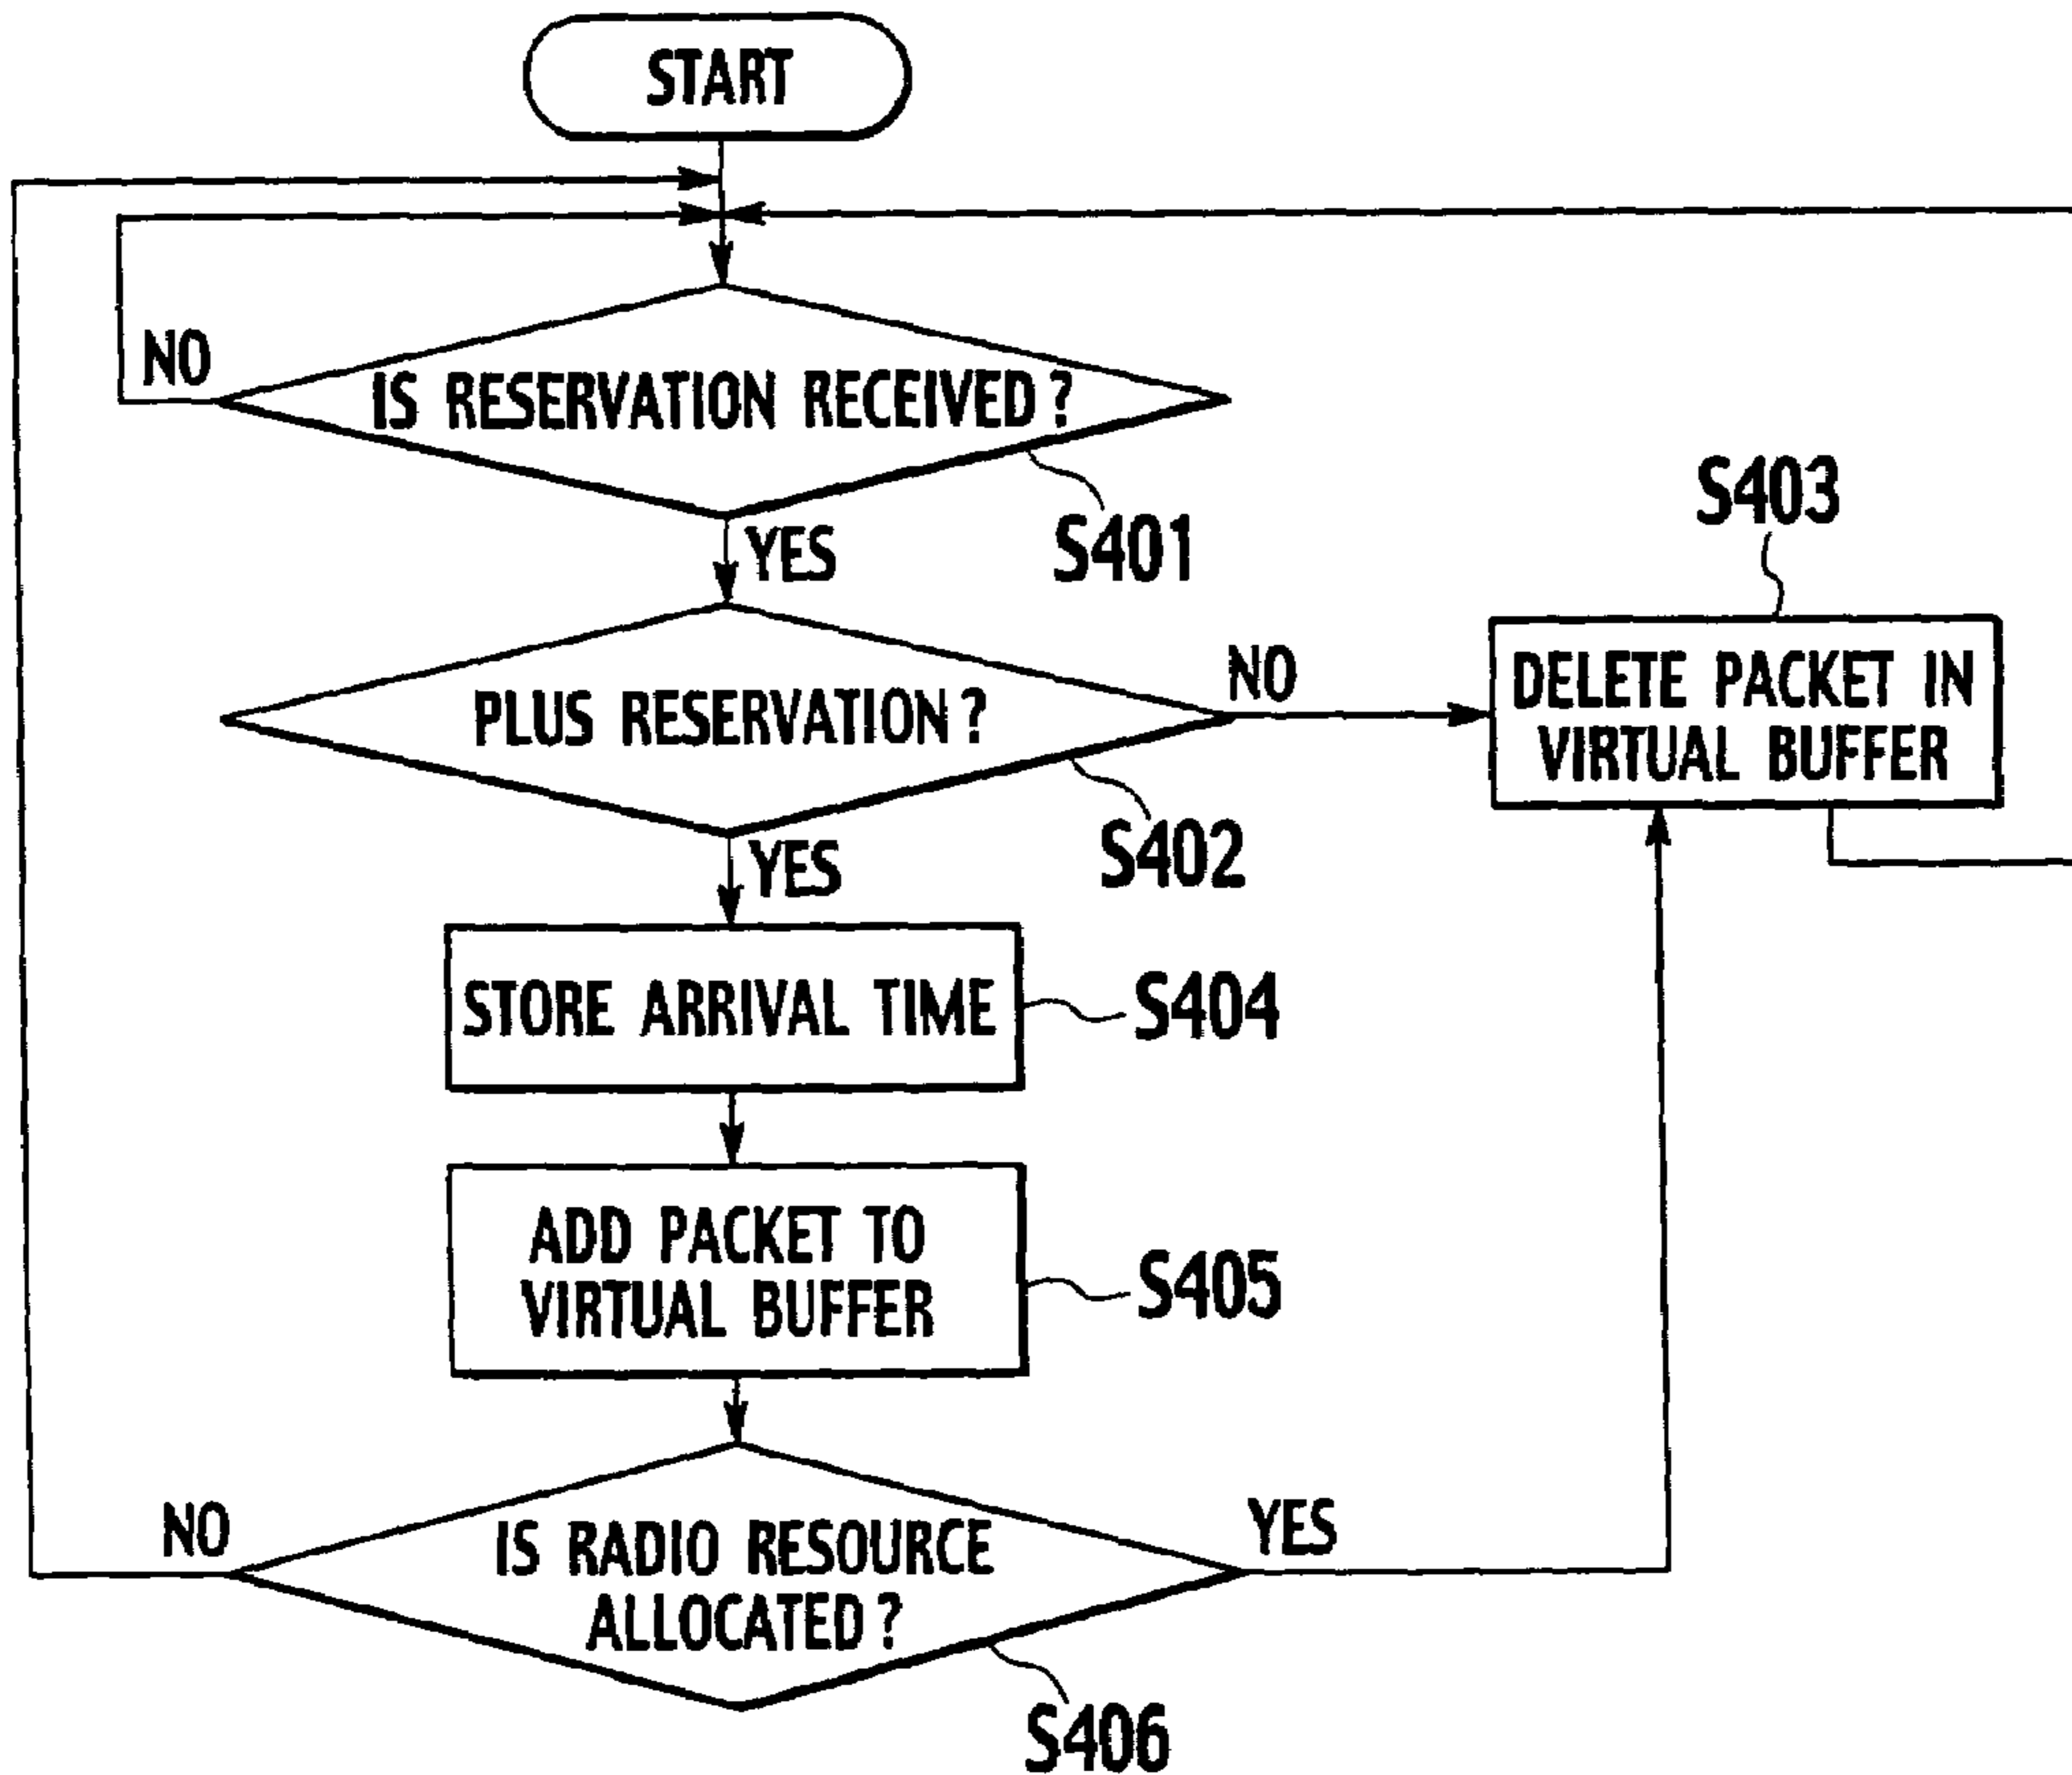 START
NO
IS RESERVATION RECEIVED?
S401
YES
S403
PLUS RESERVATION?
NO
DELETE PACKET IN
VIRTUAL BUFFER
S402
YES
STORE ARRIVAL TIME
S404
ADD PACKET TO
VIRTUAL BUFFER
S405
NO
IS RADIO RESOURCE
ALLOCATED?
YES
S406